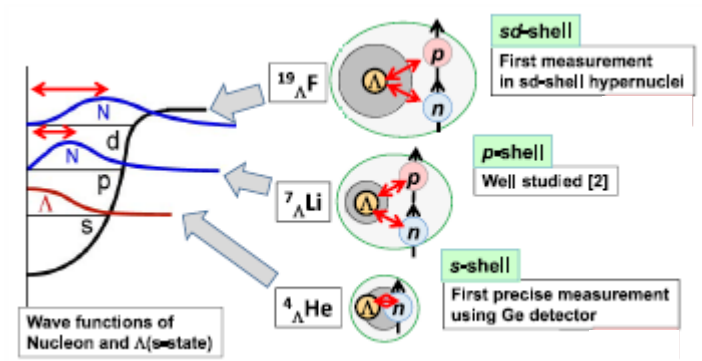 sd-shell
First measurement
in sd-shell hypernuclei
¹⁹ΛF
p
Λ
n
N
d
N
p
Λ
s
p-shell
Well studied [2]
⁷ΛLi
p
Λ
n
s-shell
First precise measurement
using Ge detector
⁴ΛHe
Λ
n
Wave functions of
Nucleon and Λ(s-state)